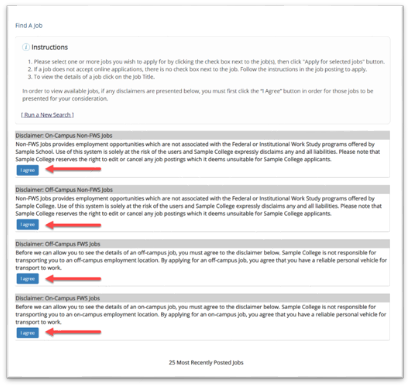 Find A Job
Instructions
1. Please select one or more jobs you wish to apply for by clicking the check box next to the job(s), then click "Apply for selected jobs" button.
2. If a job does not accept online applications, there is no check box next to the job. Follow the instructions in the job posting to apply.
3. To view the details of a job click on the Job Title.
In order to view available jobs, if any disclaimers are presented below, you must first click the "I Agree" button in order for those jobs to be
presented for your consideration.
[ Run a New Search ]
Disclaimer: On-Campus Non-FWS Jobs
Non-FWS Jobs provides employment opportunities which are not associated with the Federal or Institutional Work Study programs offered by
Sample School. Use of this system is solely at the risk of the users and Sample College expressly disclaims any and all liabilities. Please note that
Sample College reserves the right to edit or cancel any job postings which it deems unsuitable for Sample College applicants.
I agree
Disclaimer: Off-Campus Non-FWS Jobs
Non-FWS Jobs provides employment opportunities which are not associated with the Federal or Institutional Work Study programs offered by
Sample College. Use of this system is solely at the risk of the users and Sample College expressly disclaims any and all liabilities. Please note that
Sample College reserves the right to edit or cancel any job postings which it deems unsuitable for Sample College applicants.
I agree
Disclaimer: Off-Campus FWS Jobs
Before we can allow you to see the details of an off-campus job, you must agree to the disclaimer below. Sample College is not responsible for
transporting you to an off-campus employment location. By applying for an off-campus job, you agree that you have a reliable personal vehicle for
transport to work.
I agree
Disclaimer: On-Campus FWS Jobs
Before we can allow you to see the details of an on-campus job, you must agree to the disclaimer below. Sample College is not responsible for
transporting you to an on-campus employment location. By applying for an on-campus job, you agree that you have a reliable personal vehicle for
transport to work.
I agree
25 Most Recently Posted Jobs